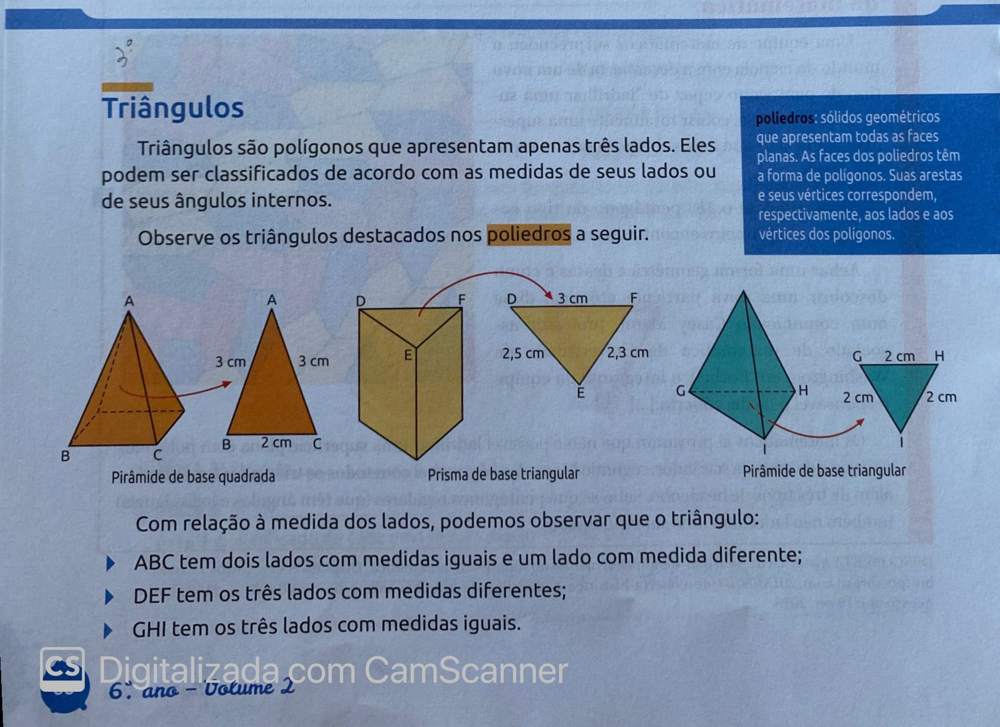 3.º
Triângulos
Triângulos são polígonos que apresentam apenas três lados. Eles
podem ser classificados de acordo com as medidas de seus lados ou
de seus ângulos internos.
Observe os triângulos destacados nos poliedros a seguir.
poliedros: sólidos geométricos
que apresentam todas as faces
planas. As faces dos poliedros têm
a forma de polígonos. Suas arestas
e seus vértices correspondem,
respectivamente, aos lados e aos
vértices dos polígonos.
A
B
C
A
3 cm
3 cm
B 2 cm C
Pirâmide de base quadrada
D F
E
D 3 cm F
2,5 cm 2,3 cm
E
Prisma de base triangular
G H
I
G 2 cm H
2 cm 2 cm
I
Pirâmide de base triangular
Com relação à medida dos lados, podemos observar que o triângulo:
ABC tem dois lados com medidas iguais e um lado com medida diferente;
DEF tem os três lados com medidas diferentes;
GHI tem os três lados com medidas iguais.
CS Digitalizada com CamScanner
6º. ano – Volume 2